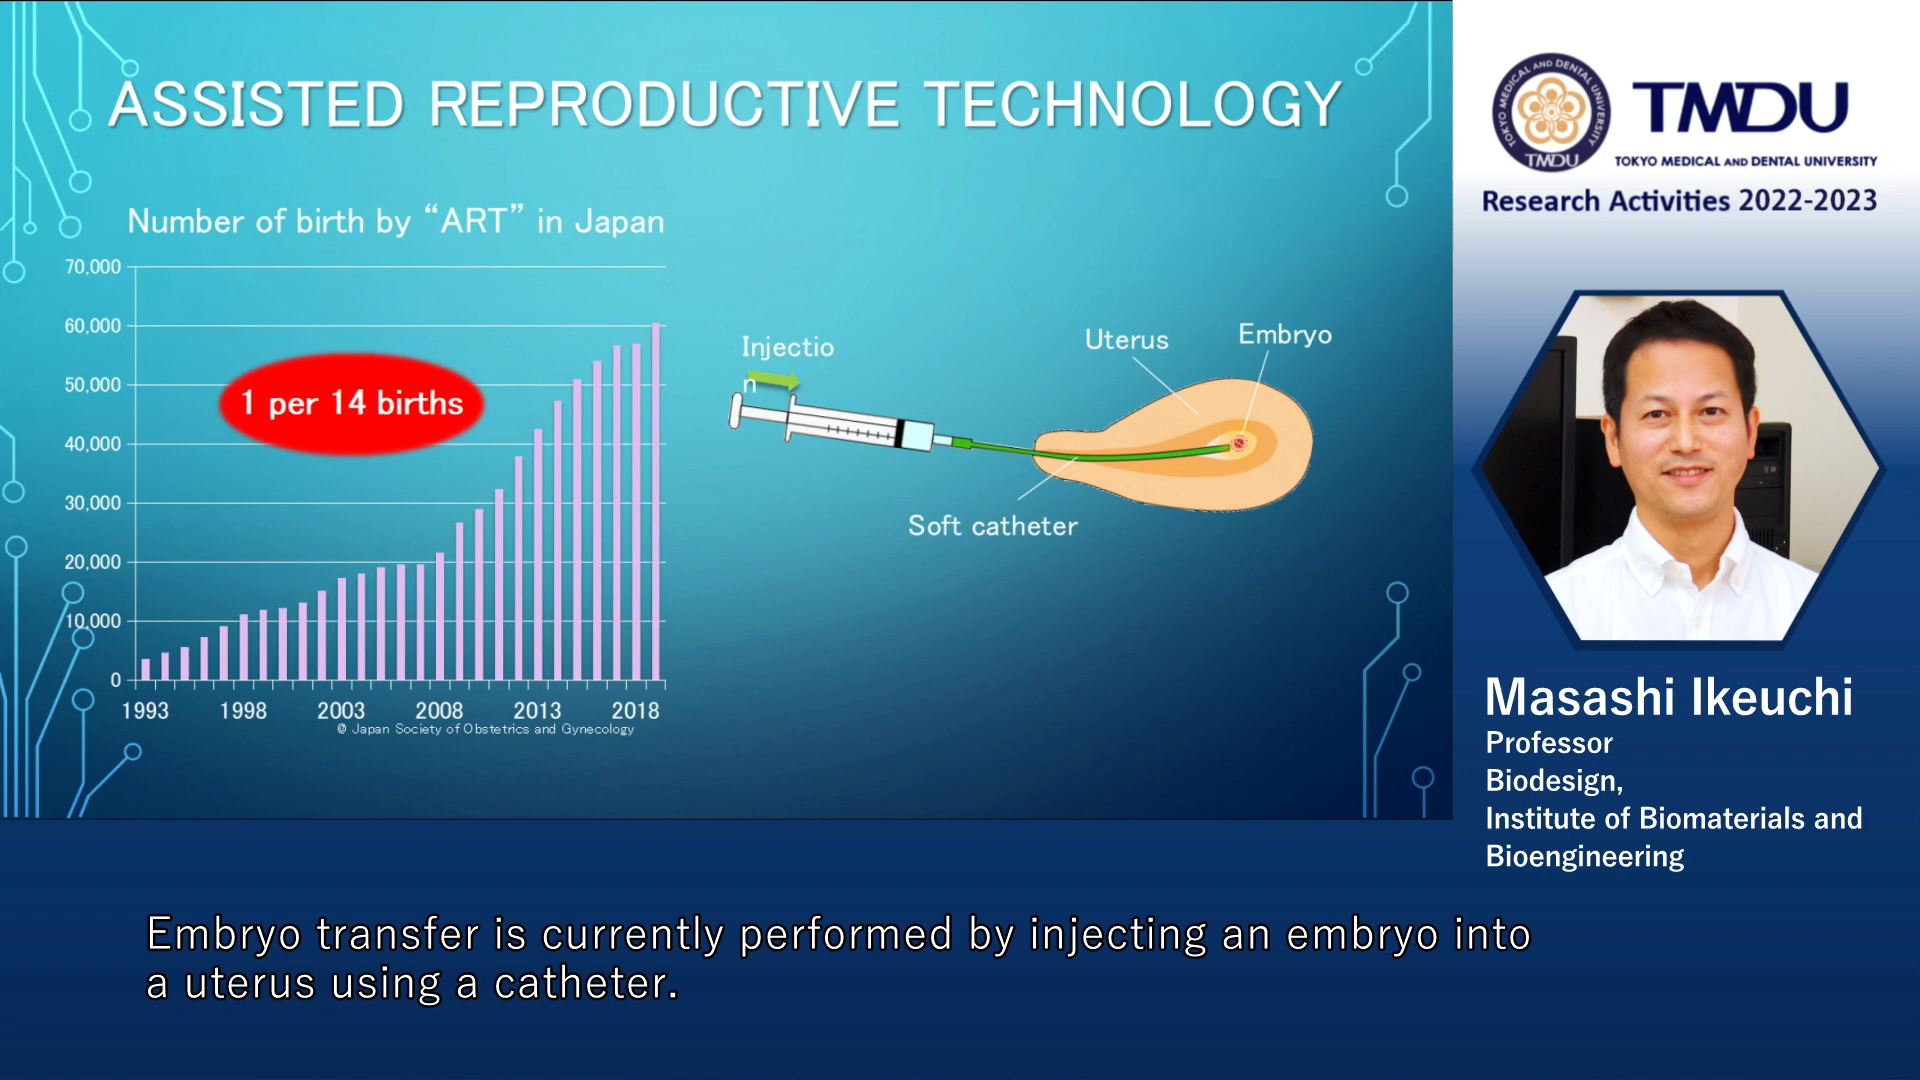 ASSISTED REPRODUCTIVE TECHNOLOGY
Number of birth by “ART” in Japan
70,000
60,000
50,000
40,000
30,000
20,000
10,000
0
1 per 14 births
1993 1998 2003 2008 2013 2018
@ Japan Society of Obstetrics and Gynecology
Injectio
n
Uterus
Embryo
Soft catheter
TOKYO MEDICAL AND DENTAL UNIVERSITY
TMDU
TMDU
TOKYO MEDICAL AND DENTAL UNIVERSITY
Research Activities 2022-2023
Masashi Ikeuchi
Professor
Biodesign,
Institute of Biomaterials and
Bioengineering
Embryo transfer is currently performed by injecting an embryo into
a uterus using a catheter.